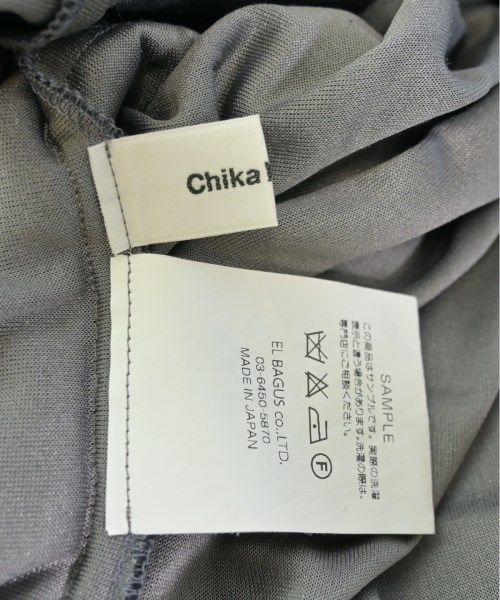 Chika
SAMPLE
この商品はサンプルです。実際の洗濯
表示と違う場合があります。洗濯の際は、
専門店にご相談ください。
F
EL BAGUS CO.,LTD.
03-6450-5870
MADE IN JAPAN